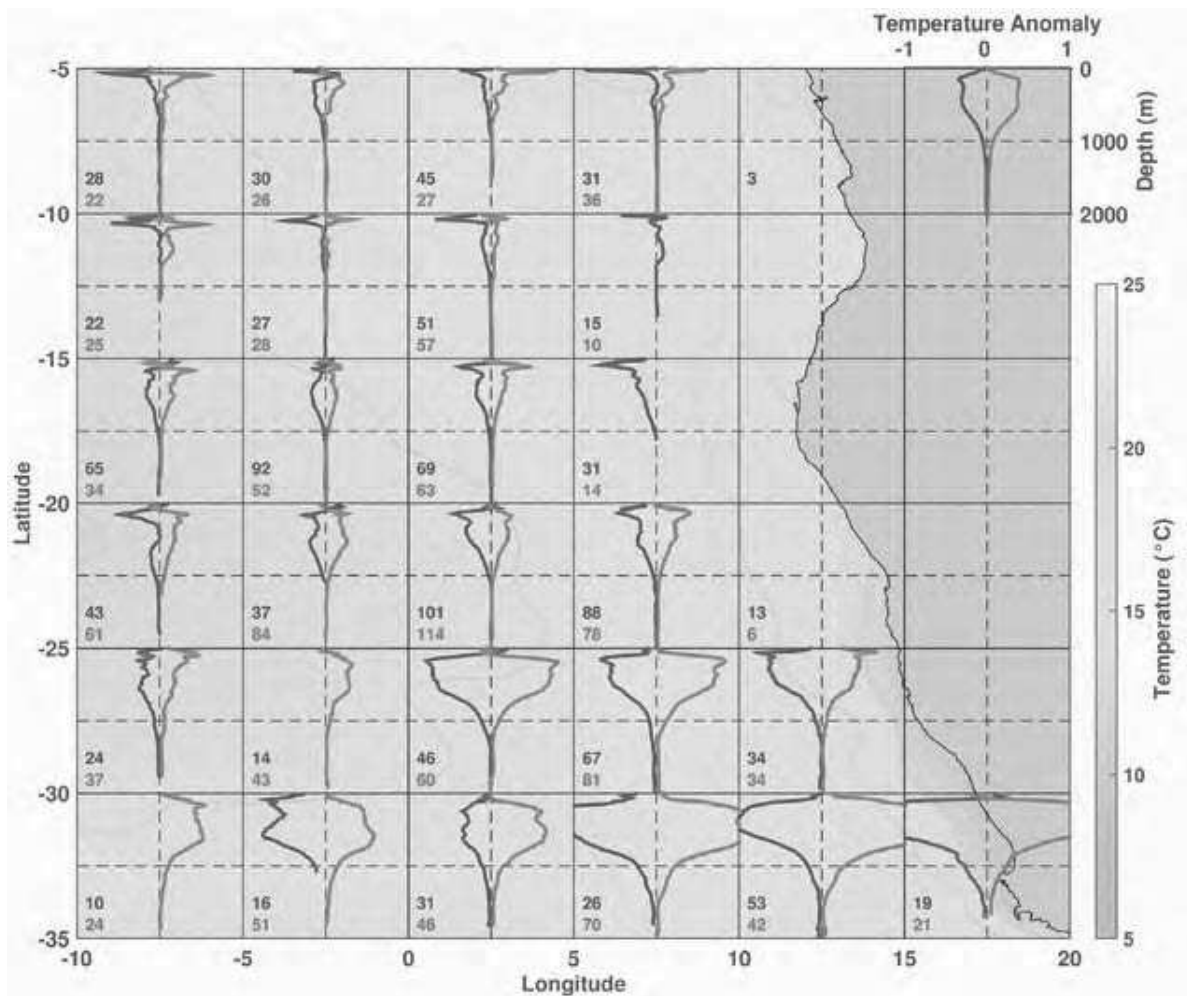 Temperature Anomaly
-1 0 1
-5 0
28 30 45 31 3 1000
22 26 27 36
-10 2000
Depth (m)
22 27 51 15
25 28 57 10 25
-15
65 92 69 31 20
34 52 63 14
-20
Latitude
43 37 101 88 13 15
61 84 114 78 6
-25
Temperature (°C)
24 14 46 67 34 10
37 43 60 81 34
-30
10 16 31 26 53 19
24 51 46 70 42 21
-35 5
-10 -5 0 5 10 15 20
Longitude